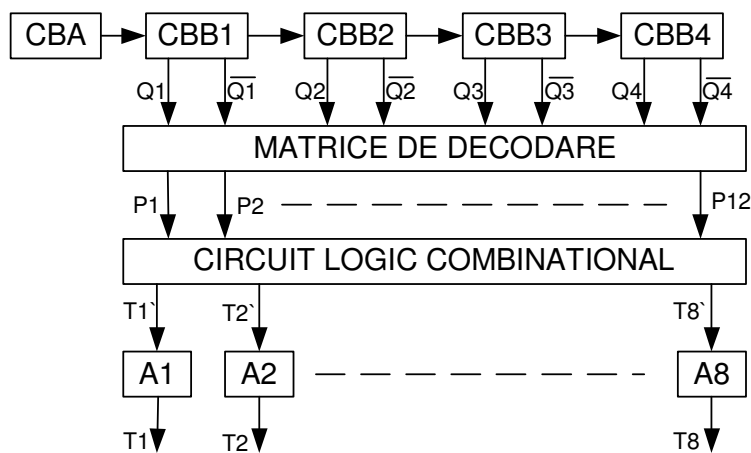 CBA CBB1 CBB2 CBB3 CBB4
Q1 Q̅1̅ Q2 Q̅2̅ Q3 Q̅3̅ Q4 Q̅4̅
MATRICE DE DECODARE
P1 P2 P12
CIRCUIT LOGIC COMBINATIONAL
T1` T2` T8`
A1 A2 A8
T1 T2 T8